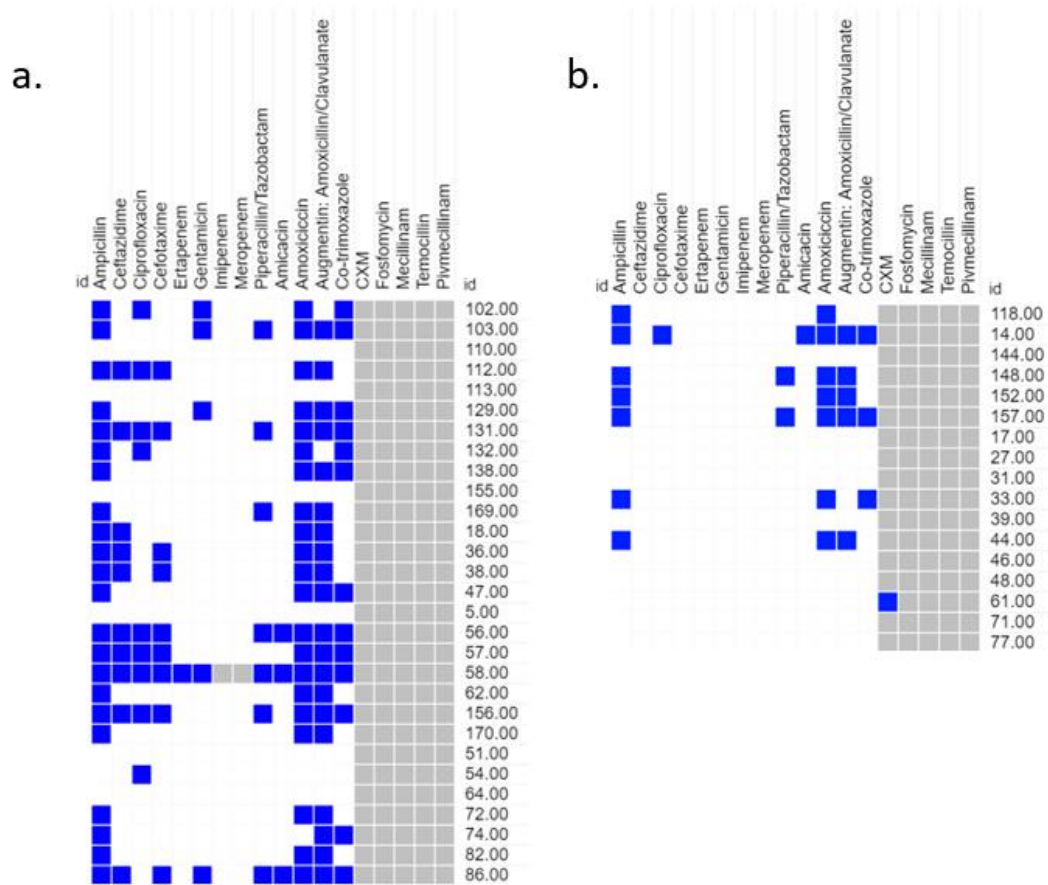 a.
id
Ampicillin
Ceftazidime
Ciprofloxacin
Cefotaxime
Ertapenem
Gentamicin
Imipenem
Meropenem
Piperacillin/Tazobactam
Amicacin
Amoxiciccin
Augmentin: Amoxicillin/Clavulanate
Co-trimoxazole
CXM
Fosfomycin
Mecillinam
Temocillin
Pivmecillinam
id
102.00
103.00
110.00
112.00
113.00
129.00
131.00
132.00
138.00
155.00
169.00
18.00
36.00
38.00
47.00
5.00
56.00
57.00
58.00
62.00
156.00
170.00
51.00
54.00
64.00
72.00
74.00
82.00
86.00
b.
id
Ampicillin
Ceftazidime
Ciprofloxacin
Cefotaxime
Ertapenem
Gentamicin
Imipenem
Meropenem
Piperacillin/Tazobactam
Amicacin
Amoxiciccin
Augmentin: Amoxicillin/Clavulanate
Co-trimoxazole
CXM
Fosfomycin
Mecillinam
Temocillin
Pivmecillinam
id
118.00
14.00
144.00
148.00
152.00
157.00
17.00
27.00
31.00
33.00
39.00
44.00
46.00
48.00
61.00
71.00
77.00